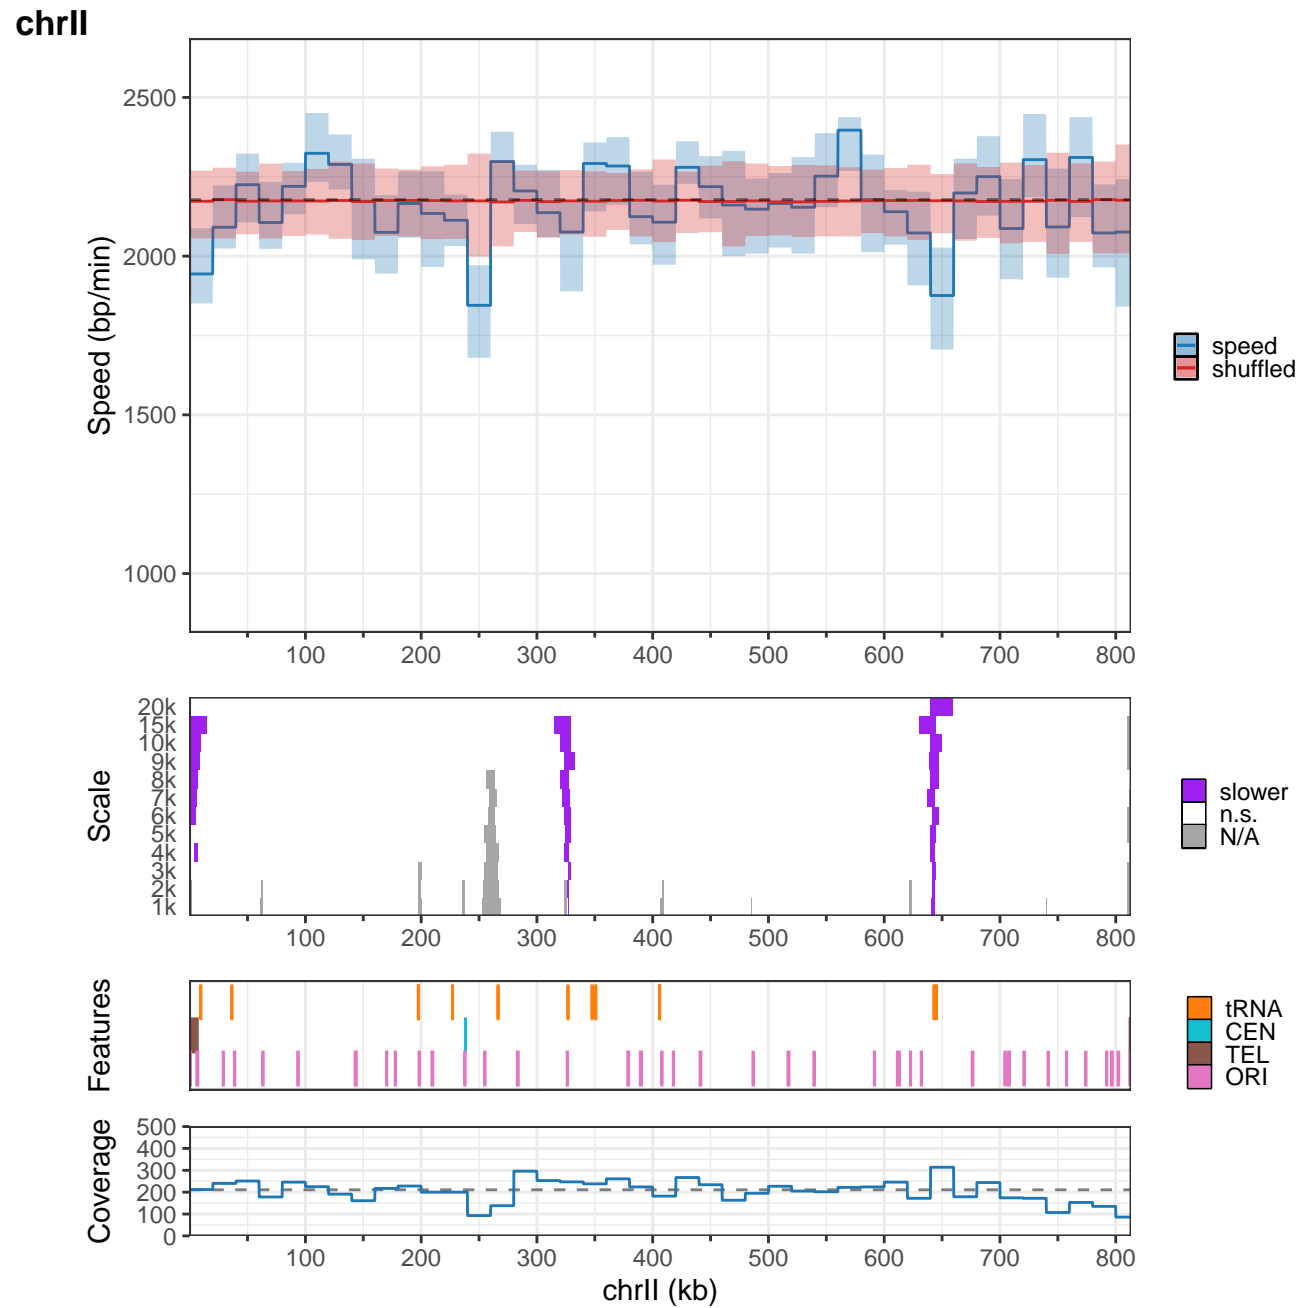 chrII
Speed (bp/min)
2500
2000
1500
1000
100 200 300 400 500 600 700 800
speed
shuffled
Scale
20k
15k
10k
9k
8k
7k
6k
5k
4k
3k
2k
1k
100 200 300 400 500 600 700 800
slower
n.s.
N/A
Features
tRNA
CEN
TEL
ORI
Coverage
500
400
300
200
100
0
100 200 300 400 500 600 700 800
chrII (kb)